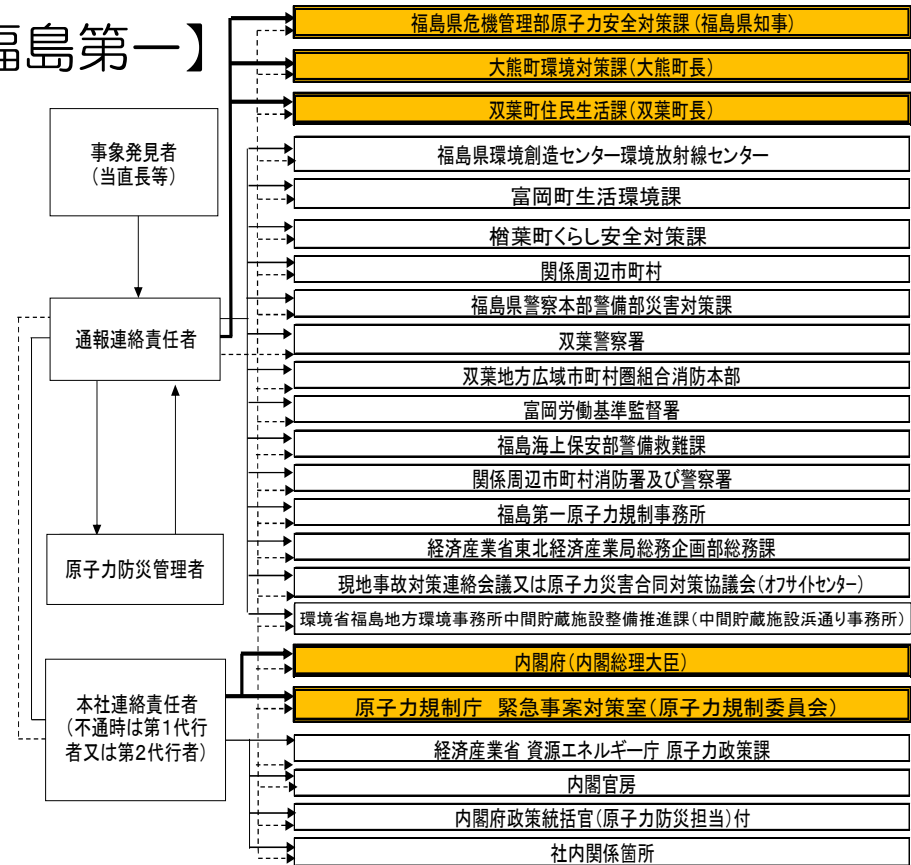 福島第一】
事象発見者
(当直長等)
通報連絡責任者
原子力防災管理者
本社連絡責任者
(不通時は第1代行
者又は第2代行者)
福島県危機管理部原子力安全対策課(福島県知事)
大熊町環境対策課(大熊町長)
双葉町住民生活課(双葉町長)
福島県環境創造センター環境放射線センター
富岡町生活環境課
楢葉町くらし安全対策課
関係周辺市町村
福島県警察本部警備部災害対策課
双葉警察署
双葉地方広域市町村圏組合消防本部
富岡労働基準監督署
福島海上保安部警備救難課
関係周辺市町村消防署及び警察署
福島第一原子力規制事務所
経済産業省東北経済産業局総務企画部総務課
現地事故対策連絡会議又は原子力災害合同対策協議会(オフサイトセンター)
環境省福島地方環境事務所中間貯蔵施設整備推進課(中間貯蔵施設浜通り事務所)
内閣府(内閣総理大臣)
原子力規制庁 緊急事案対策室(原子力規制委員会)
経済産業省 資源エネルギー庁 原子力政策課
内閣官房
内閣府政策統括官(原子力防災担当)付
社内関係箇所